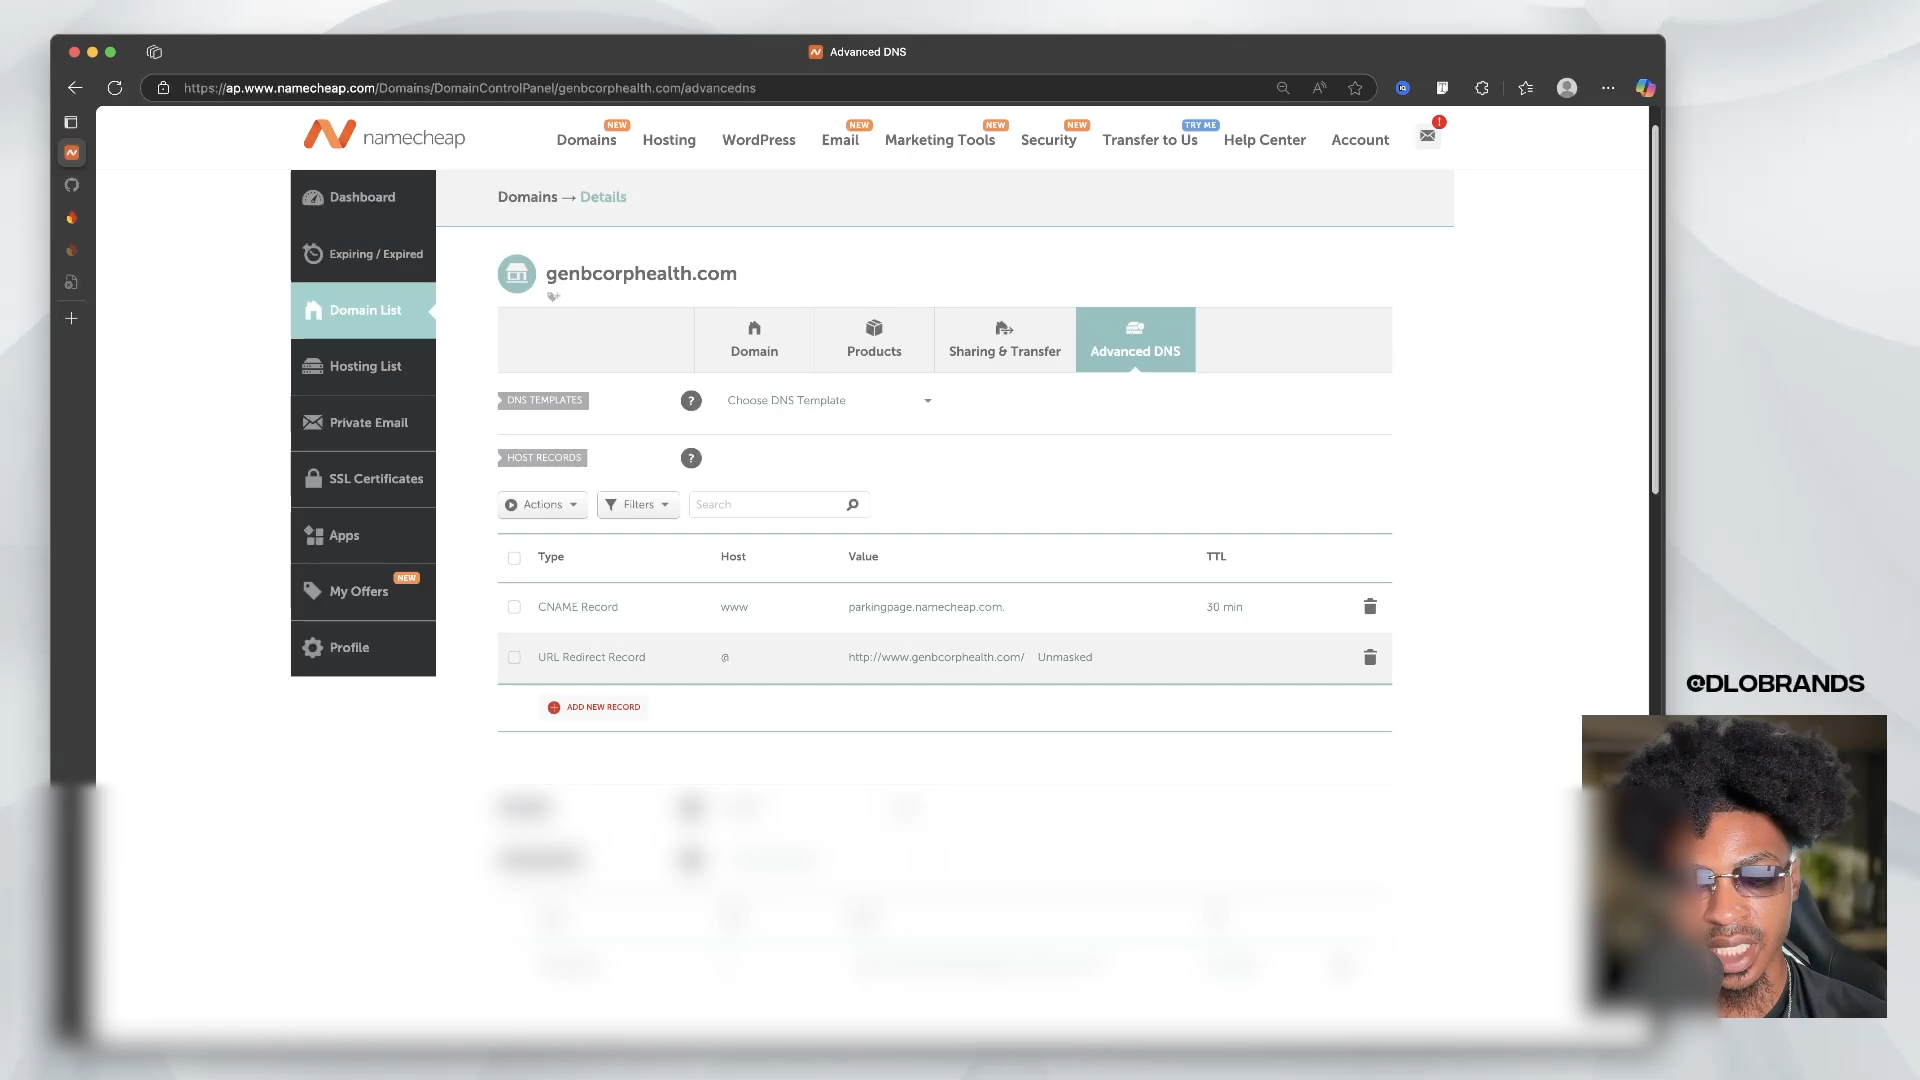 Advanced DNS
https://ap.www.namecheap.com/Domains/DomainControlPanel/genbcorphealth.com/advancedns
namecheap
Domains NEW Hosting WordPress Email NEW Marketing Tools NEW Security NEW Transfer to Us TRY ME Help Center Account !
Dashboard
Expiring / Expired
Domain List
Hosting List
Private Email
SSL Certificates
Apps
My Offers NEW
Profile
Domains → Details
genbcorphealth.com
Domain Products Sharing & Transfer Advanced DNS
DNS TEMPLATES ? Choose DNS Template
HOST RECORDS ?
Actions Filters Search
Type Host Value TTL
CNAME Record www parkingpage.namecheap.com. 30 min
URL Redirect Record @ http://www.genbcorphealth.com/ Unmasked
ADD NEW RECORD
@DLOBRANDS